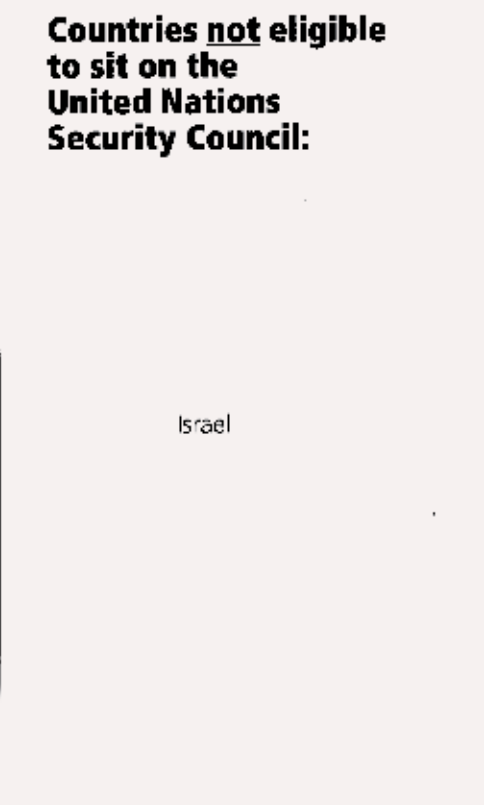 Countries not eligible
to sit on the
United Nations
Security Council:
Israel